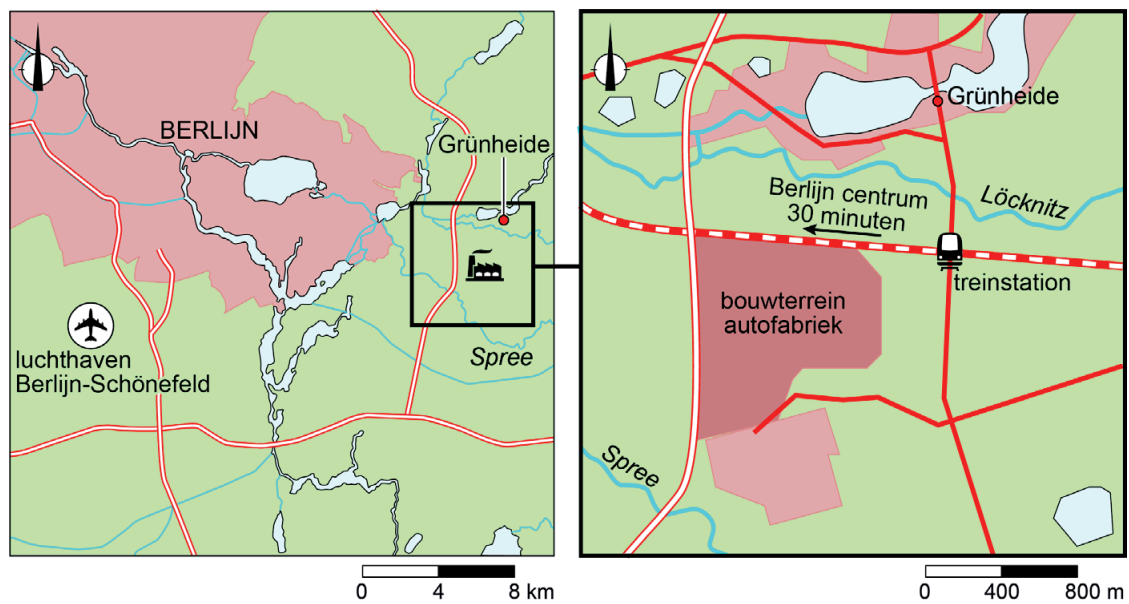 BERLIJN
Grünheide
luchthaven
Berlijn-Schönefeld
Spree
0 4 8 km
Grünheide
Löcknitz
Berlijn centrum
30 minuten
treinstation
bouwterrein
autofabriek
Spree
0 400 800 m